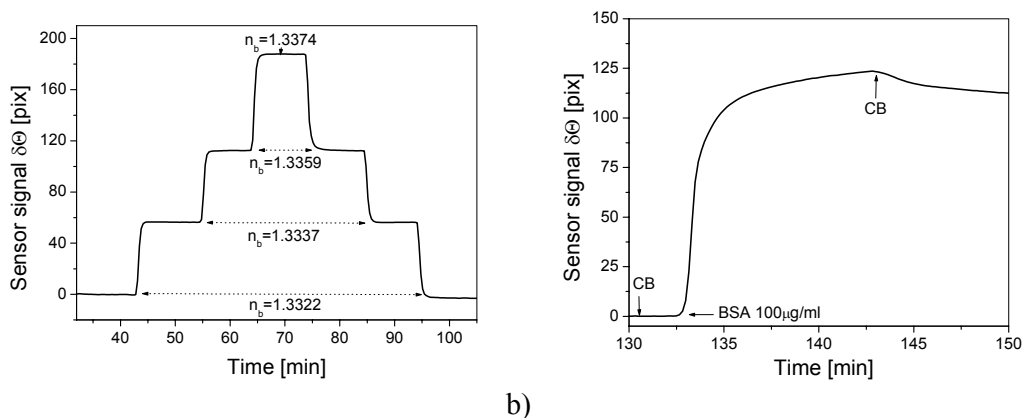 200
160
120
80
40
0
Sensor signal δΘ [pix]
n_b=1.3374
n_b=1.3359
n_b=1.3337
n_b=1.3322
40 50 60 70 80 90 100
Time [min]
150
125
100
75
50
25
0
Sensor signal δΘ [pix]
CB
CB
BSA 100μg/ml
130 135 140 145 150
Time [min]
b)